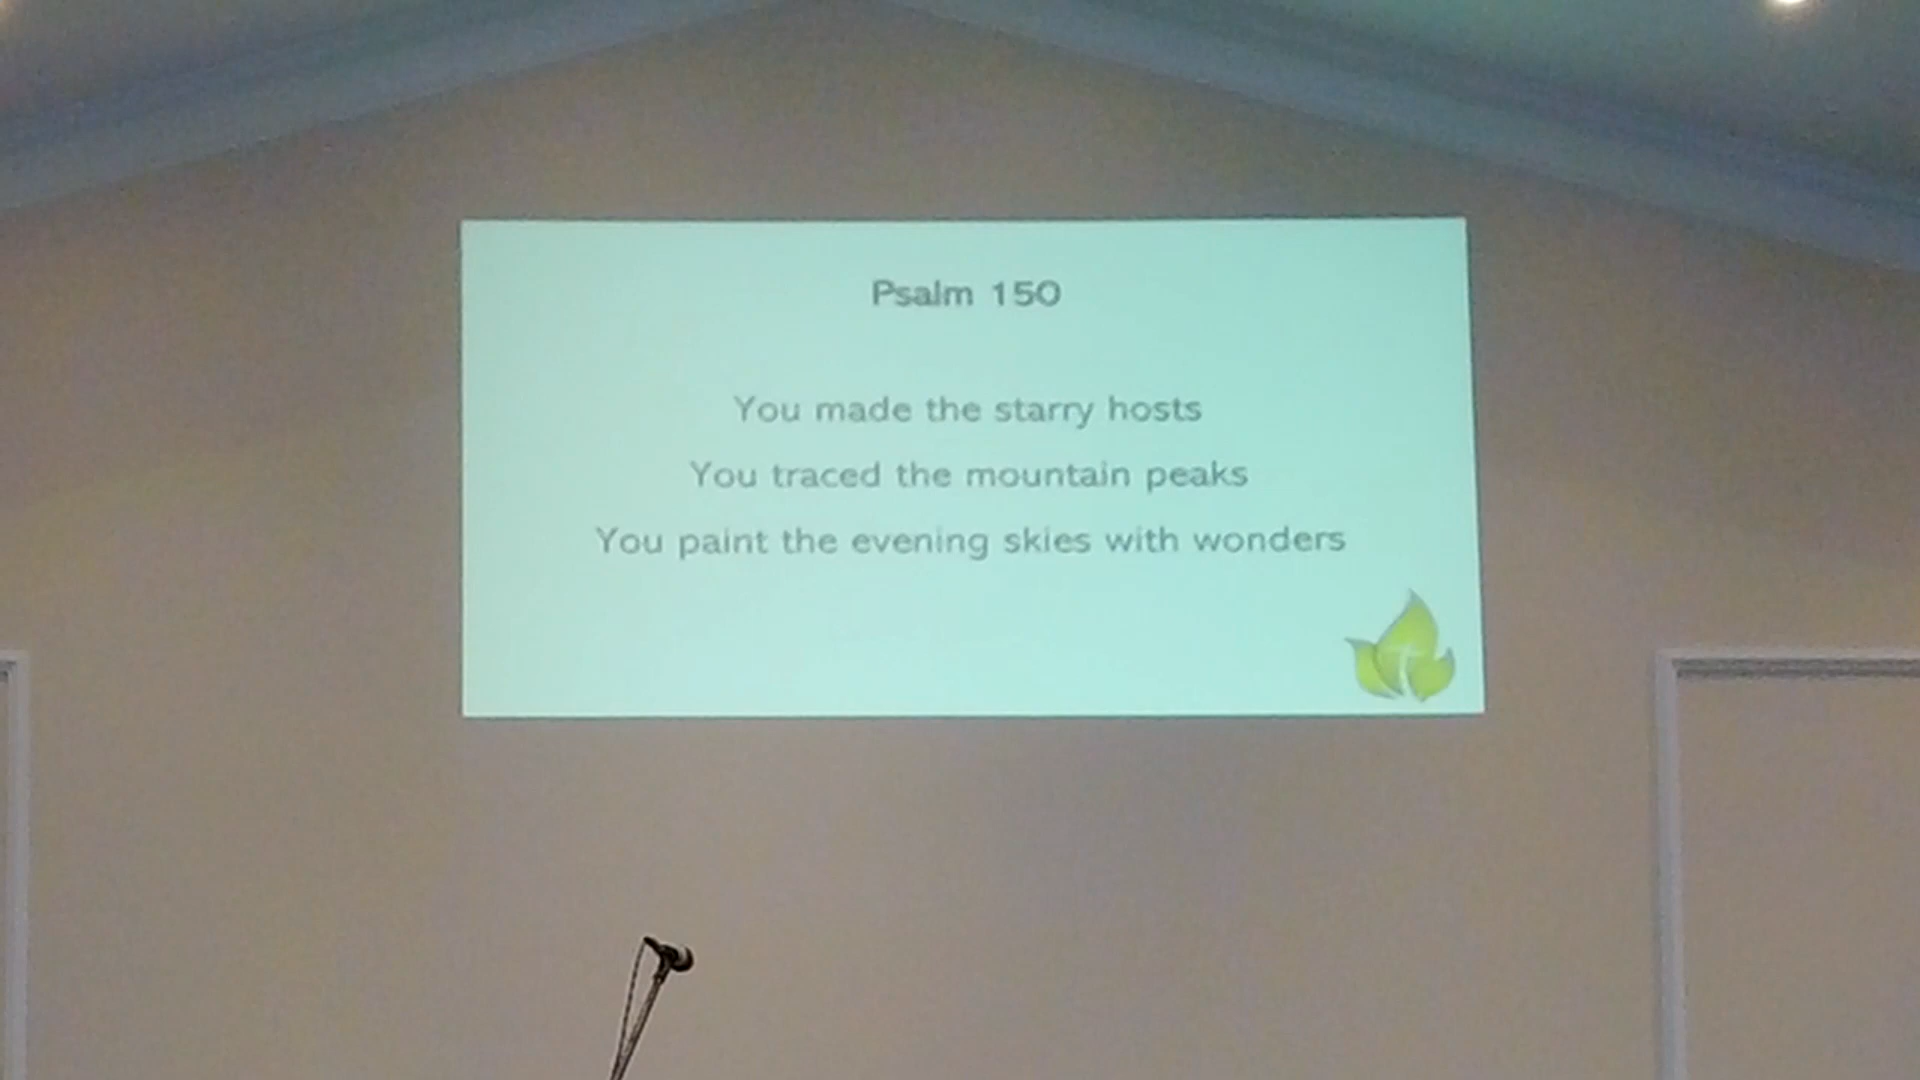 Psalm 150
You made the starry hosts
You traced the mountain peaks
You paint the evening skies with wonders